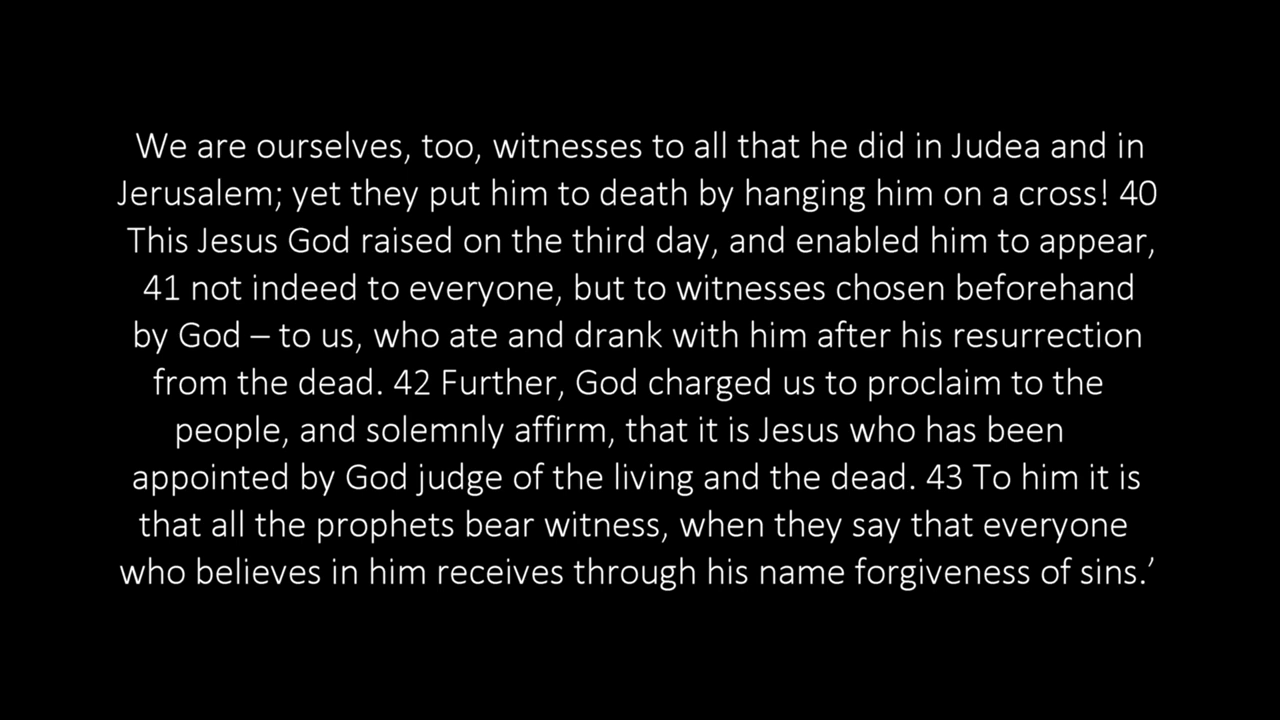 We are ourselves, too, witnesses to all that he did in Judea and in
Jerusalem; yet they put him to death by hanging him on a cross! 40
This Jesus God raised on the third day, and enabled him to appear,
41 not indeed to everyone, but to witnesses chosen beforehand
by God – to us, who ate and drank with him after his resurrection
from the dead. 42 Further, God charged us to proclaim to the
people, and solemnly affirm, that it is Jesus who has been
appointed by God judge of the living and the dead. 43 To him it is
that all the prophets bear witness, when they say that everyone
who believes in him receives through his name forgiveness of sins.’